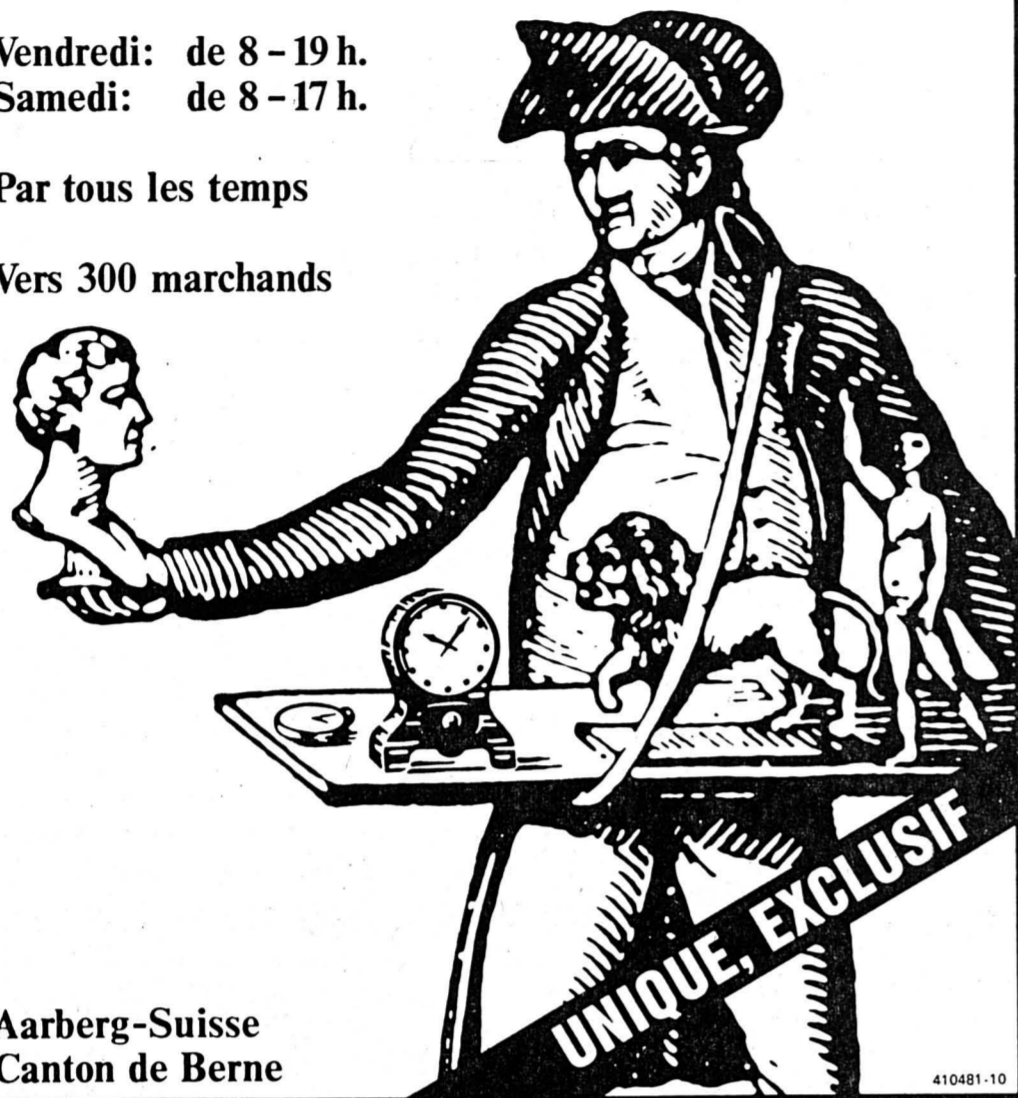 Vendredi: de 8 – 19 h.
Samedi: de 8 – 17 h.
Par tous les temps
Vers 300 marchands
UNIQUE, EXCLUSIF
Aarberg-Suisse
Canton de Berne
410481-10